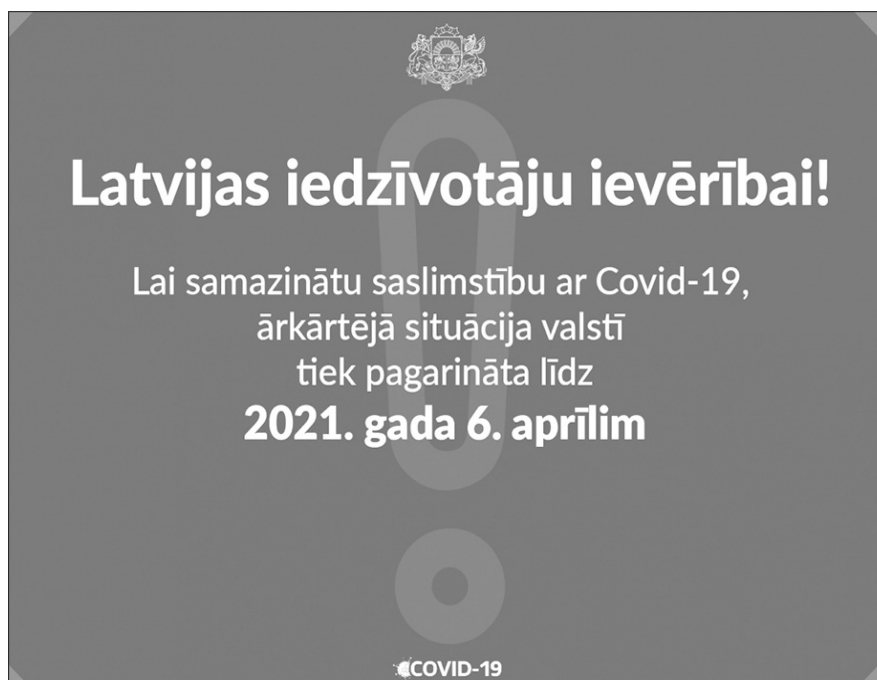 Latvijas iedzīvotāju ievērībai!
Lai samazinātu saslimstību ar Covid-19,
ārkārtējā situācija valstī
tiek pagarināta līdz
2021. gada 6. aprīlim
COVID-19